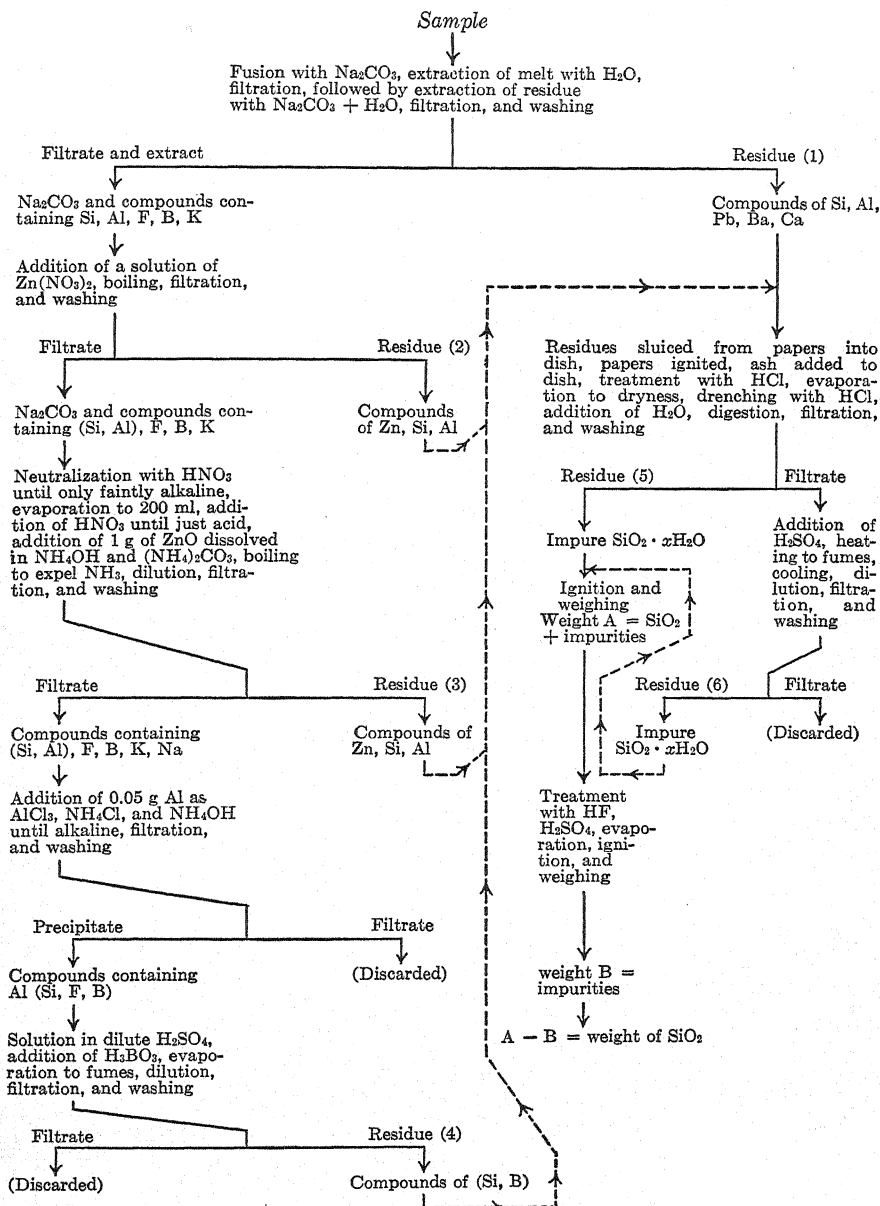 Sample
Fusion with Na₂CO₃, extraction of melt with H₂O,
filtration, followed by extraction of residue
with Na₂CO₃ + H₂O, filtration, and washing
Filtrate and extract
Residue (1)
Na₂CO₃ and compounds con-
taining Si, Al, F, B, K
Compounds of Si, Al,
Pb, Ba, Ca
Addition of a solution of
Zn(NO₃)₂, boiling, filtration,
and washing
Filtrate
Residue (2)
Na₂CO₃ and compounds con-
taining (Si, Al), F, B, K
Compounds
of Zn, Si, Al
Residues sluiced from papers into
dish, papers ignited, ash added to
dish, treatment with HCl, evapora-
tion to dryness, drenching with HCl,
addition of H₂O, digestion, filtration,
and washing
Neutralization with HNO₃
until only faintly alkaline,
evaporation to 200 ml, addi-
tion of HNO₃ until just acid,
addition of 1 g of ZnO dissolved
in NH₄OH and (NH₄)₂CO₃, boiling
to expel NH₃, dilution, filtra-
tion, and washing
Residue (5)
Filtrate
Impure SiO₂ · xH₂O
Addition of
H₂SO₄, heat-
ing to fumes,
cooling, di-
lution, filtra-
tion, and
washing
Ignition and
weighing
Weight A = SiO₂
+ impurities
Filtrate
Residue (3)
Residue (6)
Filtrate
Compounds containing
(Si, Al), F, B, K, Na
Compounds of
Zn, Si, Al
Impure
SiO₂ · xH₂O
(Discarded)
Addition of 0.05 g Al as
AlCl₃, NH₄Cl, and NH₄OH
until alkaline, filtration,
and washing
Treatment
with HF,
H₂SO₄, evapo-
ration, igni-
tion, and
weighing
Precipitate
Filtrate
Compounds containing
Al (Si, F, B)
(Discarded)
weight B =
impurities
Solution in dilute H₂SO₄,
addition of H₃BO₃, evapo-
ration to fumes, dilution,
filtration, and washing
A − B = weight of SiO₂
Filtrate
Residue (4)
(Discarded)
Compounds of (Si, B)